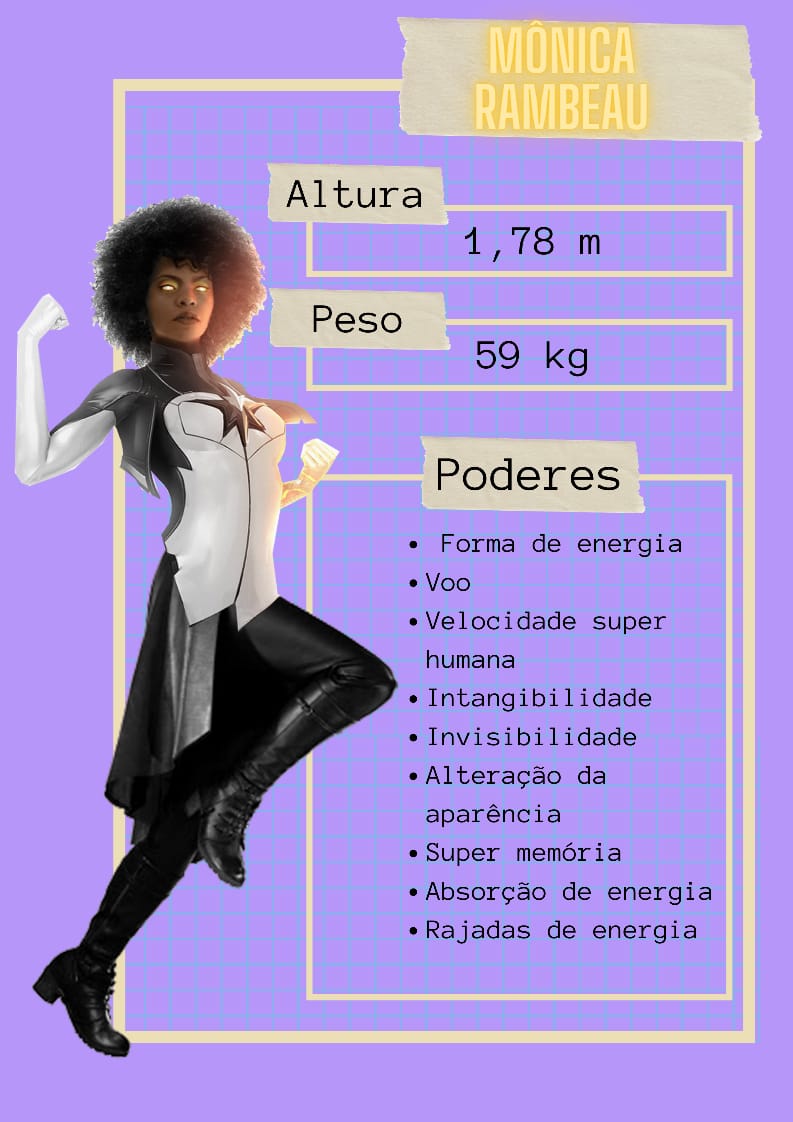 MÔNICA
RAMBEAU
Altura
1,78 m
Peso
59 kg
Poderes
• Forma de energia
• Voo
• Velocidade super
humana
• Intangibilidade
• Invisibilidade
• Alteração da
aparência
• Super memória
• Absorção de energia
• Rajadas de energia